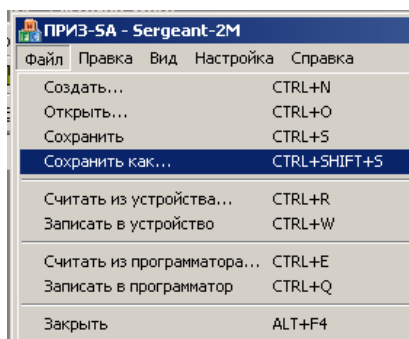 ПРИЗ-5А - Sergeant-2M
Файл Правка Вид Настройка Справка
Создать... CTRL+N
Открыть... CTRL+O
Сохранить CTRL+S
Сохранить как... CTRL+SHIFT+S
Считать из устройства... CTRL+R
Записать в устройство CTRL+W
Считать из программатора... CTRL+E
Записать в программатор CTRL+Q
Закрыть ALT+F4